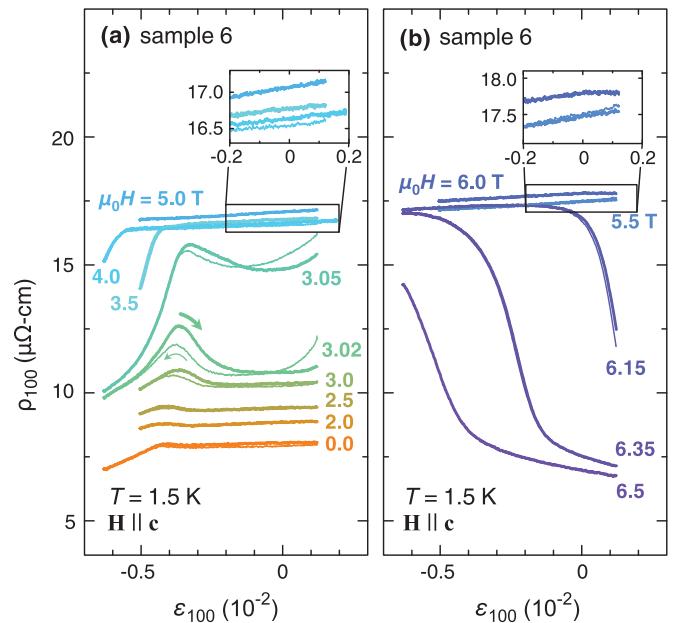 (a) sample 6
17.0
16.5
-0.2
0
0.2
μ₀H = 5.0 T
4.0
3.5
3.05
3.02
3.0
2.5
2.0
0.0
T = 1.5 K
H || c
(b) sample 6
18.0
17.5
-0.2
0
0.2
μ₀H = 6.0 T
5.5 T
6.15
6.35
6.5
T = 1.5 K
H || c
20
15
10
5
ρ₁₀₀ (μΩ-cm)
-0.5
0
-0.5
0
ε₁₀₀ (10⁻²)
ε₁₀₀ (10⁻²)